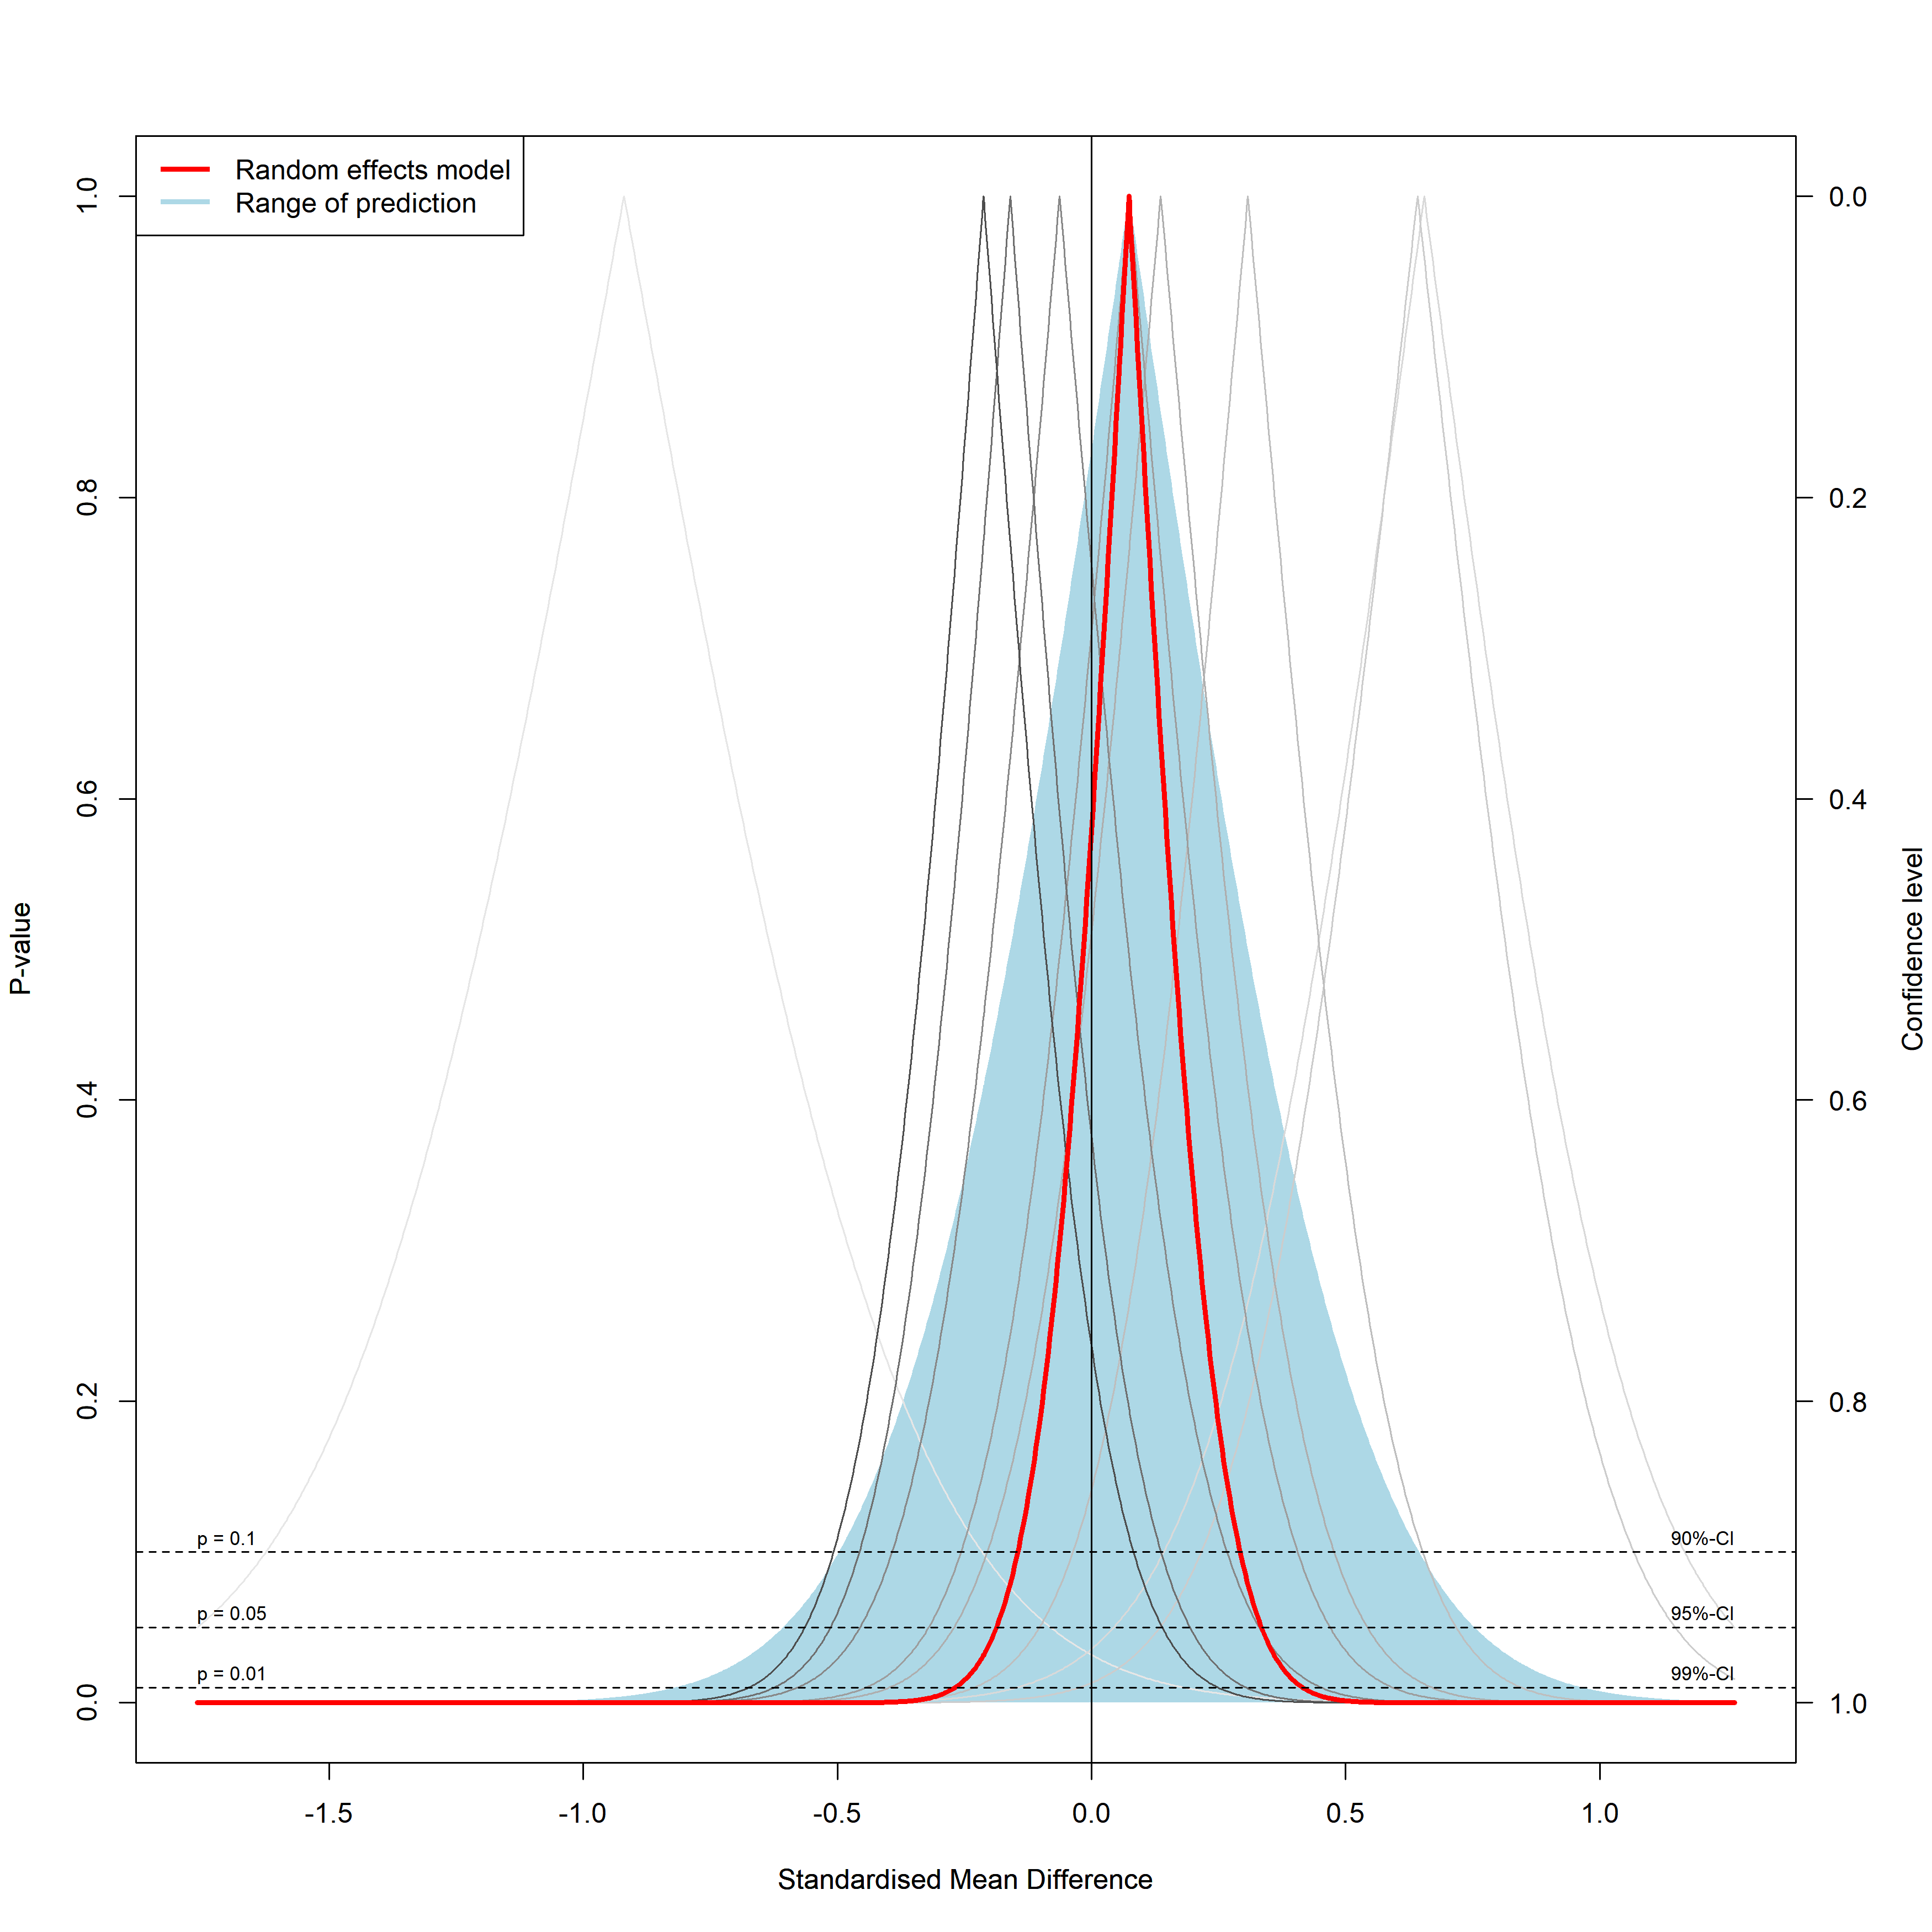 Random effects model
Range of prediction
1.0
0.8
0.6
0.4
0.2
0.0
P-value
0.0
0.2
0.4
0.6
0.8
1.0
Confidence level
p = 0.1
90%-CI
p = 0.05
95%-CI
p = 0.01
99%-CI
-1.5 -1.0 -0.5 0.0 0.5 1.0
Standardised Mean Difference